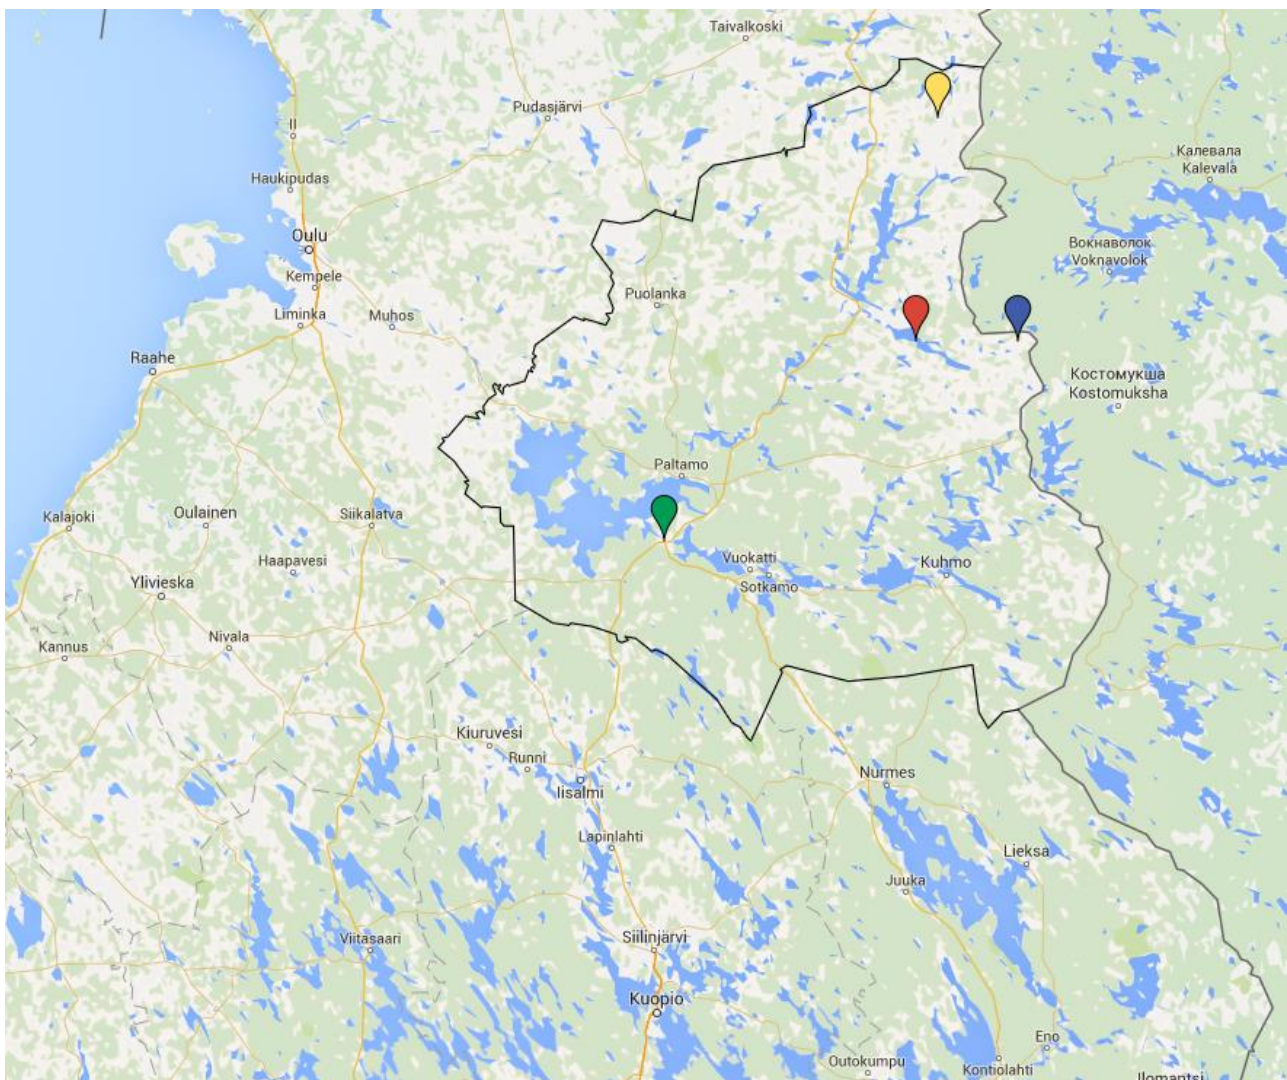 Taivalkoski
Pudasjärvi
Ii
Калевала
Kalevala
Haukipudas
Oulu
Вокнаволок
Voknavolok
Kempele
Puolanka
Liminka
Muhos
Raahe
Костомукша
Kostomuksha
Paltamo
Kalajoki
Oulainen
Siikalatva
Haapavesi
Vuokatti
Kuhmo
Ylivieska
Sotkamo
Nivala
Kannus
Kiuruvesi
Runni
Nurmes
Iisalmi
Lapinlahti
Lieksa
Juuka
Viitasaari
Siilinjärvi
Kuopio
Eno
Outokumpu
Kontiolahti
Ilomantsi